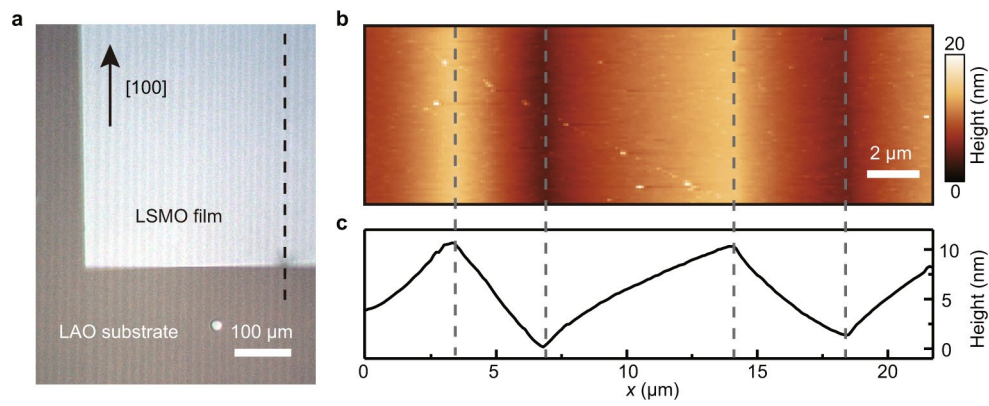 a
[100]
LSMO film
LAO substrate
100 μm
b
20
Height (nm)
0
2 μm
c
10
5
0
Height (nm)
0 5 10 15 20
x (μm)